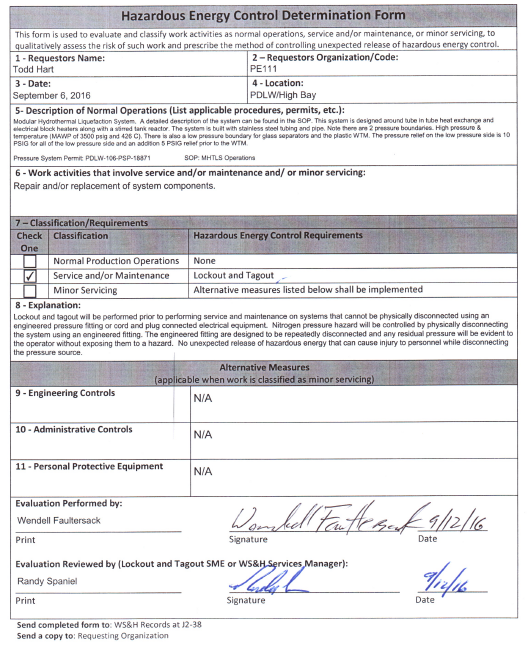 Hazardous Energy Control Determination Form
This form is used to evaluate and classify work activities as normal operations, service and/or maintenance, or minor servicing, to
qualitatively assess the risk of such work and prescribe the method of controlling unexpected release of hazardous energy control.
1 - Requestors Name:
Todd Hart
2 – Requestors Organization/Code:
PE111
3 - Date:
September 6, 2016
4 - Location:
PDLW/High Bay
5- Description of Normal Operations (List applicable procedures, permits, etc.):
Modular Hydrothermal Liquefaction System. A detailed description of the system can be found in the SOP. This system is designed around tube in tube heat exchange and
electrical block heaters along with a stirred tank reactor. The system is built with stainless steel tubing and pipe. Note there are 2 pressure boundaries. High pressure &
temperature (MAWP of 3500 psig and 426 C). There is also a low pressure boundary for glass separators and the plastic WTM. The pressure relief on the low pressure side is 10
PSIG for all of the low pressure side and an addition 5 PSIG relief prior to the WTM.
Pressure System Permit: PDLW-106-PSP-18871 SOP: MHTLS Operations
6 - Work activities that involve service and/or maintenance and/ or minor servicing:
Repair and/or replacement of system components.
7 – Classification/Requirements
Check One Classification Hazardous Energy Control Requirements
Normal Production Operations None
✓ Service and/or Maintenance Lockout and Tagout
Minor Servicing Alternative measures listed below shall be implemented
8 - Explanation:
Lockout and tagout will be performed prior to performing service and maintenance on systems that cannot be physically disconnected using an
engineered pressure fitting or cord and plug connected electrical equipment. Nitrogen pressure hazard will be controlled by physically disconnecting
the system using an engineered fitting. The engineered fitting are designed to be repeatedly disconnected and any residual pressure will be evident to
the operator without exposing them to a hazard. No unexpected release of hazardous energy that can cause injury to personnel while disconnecting
the pressure source.
Alternative Measures
(applicable when work is classified as minor servicing)
9 - Engineering Controls
N/A
10 - Administrative Controls
N/A
11 - Personal Protective Equipment
N/A
Evaluation Performed by:
Wendell Faultersack Wendell Faultersack 9/12/16
Print Signature Date
Evaluation Reviewed by (Lockout and Tagout SME or WS&H Services Manager):
Randy Spaniel 9/12/16
Print Signature Date
Send completed form to: WS&H Records at J2-38
Send a copy to: Requesting Organization